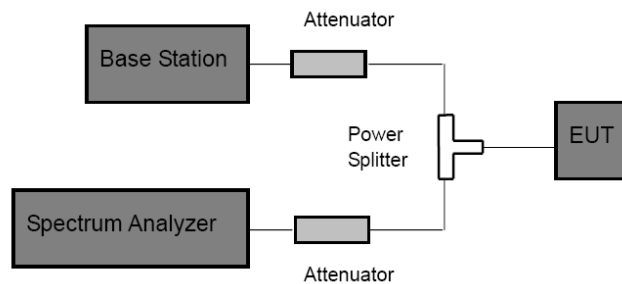 Attenuator
Base Station
Power
Splitter
EUT
Spectrum Analyzer
Attenuator